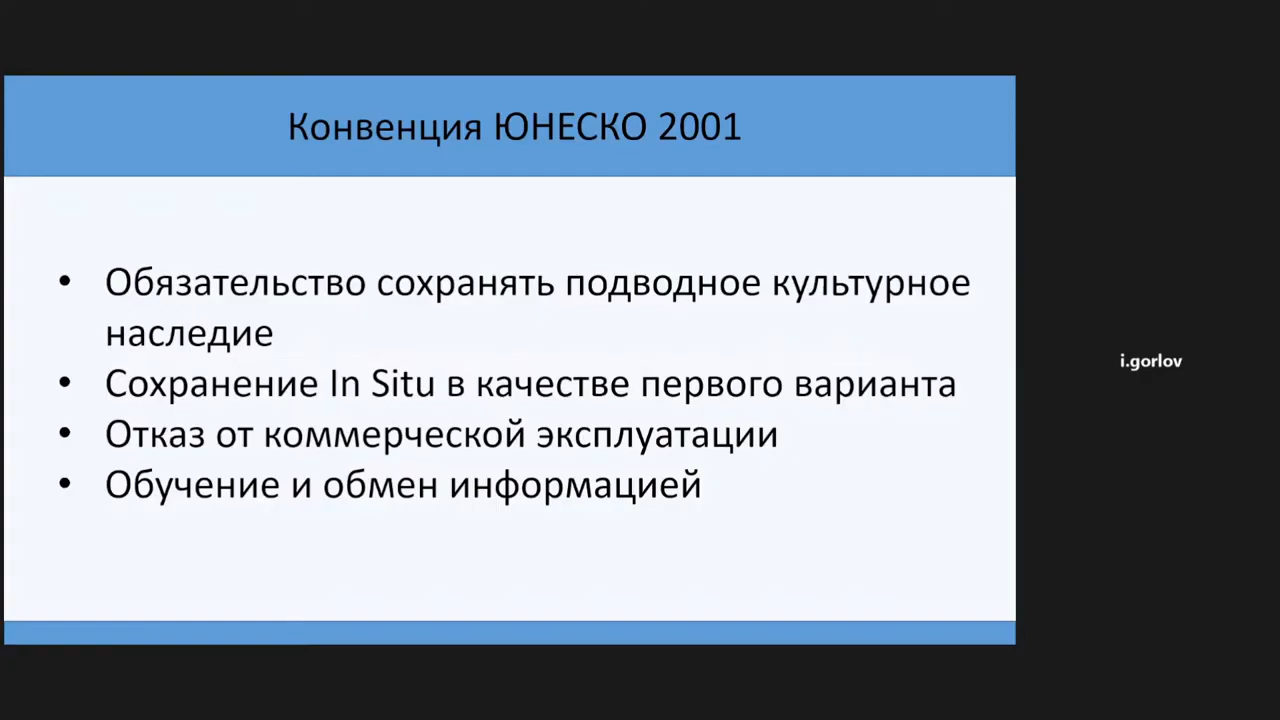 Конвенция ЮНЕСКО 2001
• Обязательство сохранять подводное культурное
наследие
• Сохранение In Situ в качестве первого варианта
• Отказ от коммерческой эксплуатации
• Обучение и обмен информацией
i.gorlov